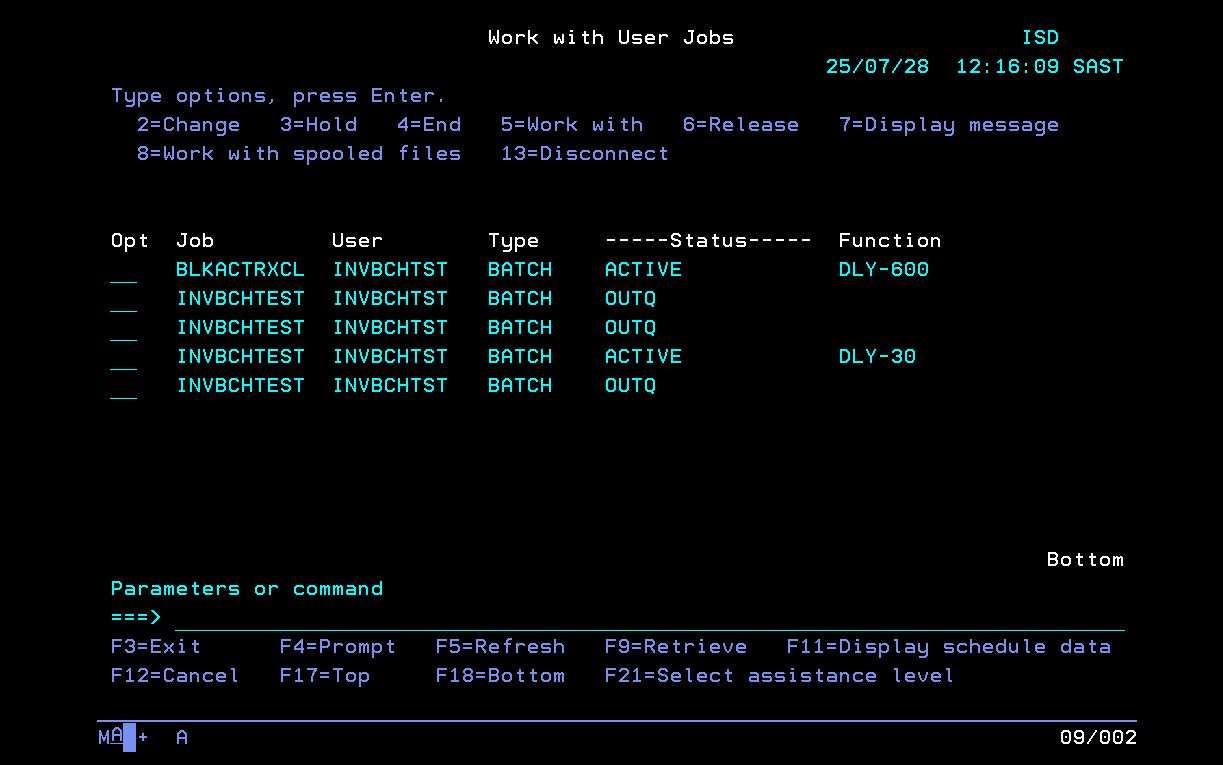 Work with User Jobs                      ISD
25/07/28  12:16:09 SAST
Type options, press Enter.
2=Change   3=Hold   4=End   5=Work with   6=Release   7=Display message
8=Work with spooled files   13=Disconnect
Opt  Job         User        Type     -----Status-----  Function
__   BLKACTRXCL  INVBCHTST   BATCH    ACTIVE            DLY-600
__   INVBCHTEST  INVBCHTST   BATCH    OUTQ
__   INVBCHTEST  INVBCHTST   BATCH    OUTQ
__   INVBCHTEST  INVBCHTST   BATCH    ACTIVE            DLY-30
__   INVBCHTEST  INVBCHTST   BATCH    OUTQ
Bottom
Parameters or command
===>
F3=Exit      F4=Prompt   F5=Refresh   F9=Retrieve   F11=Display schedule data
F12=Cancel   F17=Top     F18=Bottom   F21=Select assistance level
MA +  A                                  09/002